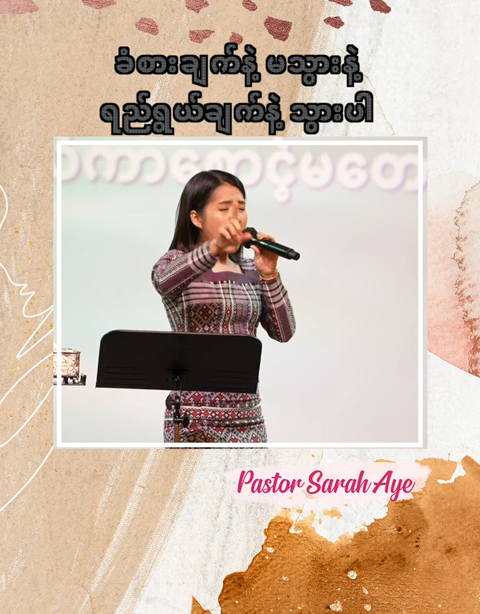 ခံစားချက်နဲ့ မသွားနဲ့
ရည်ရွယ်ချက်နဲ့ သွားပါ
Pastor Sarah Aye